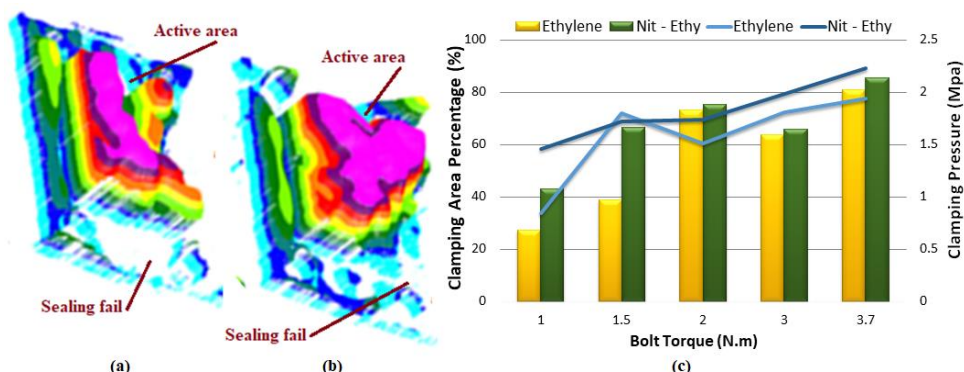 Active area
Sealing fail
(a)
Active area
Sealing fail
(b)
Ethylene Nit - Ethy Ethylene Nit - Ethy
Clamping Area Percentage (%)
100
80
60
40
20
0
Clamping Pressure (Mpa)
2.5
2
1.5
1
0.5
0
1 1.5 2 3 3.7
Bolt Torque (N.m)
(c)